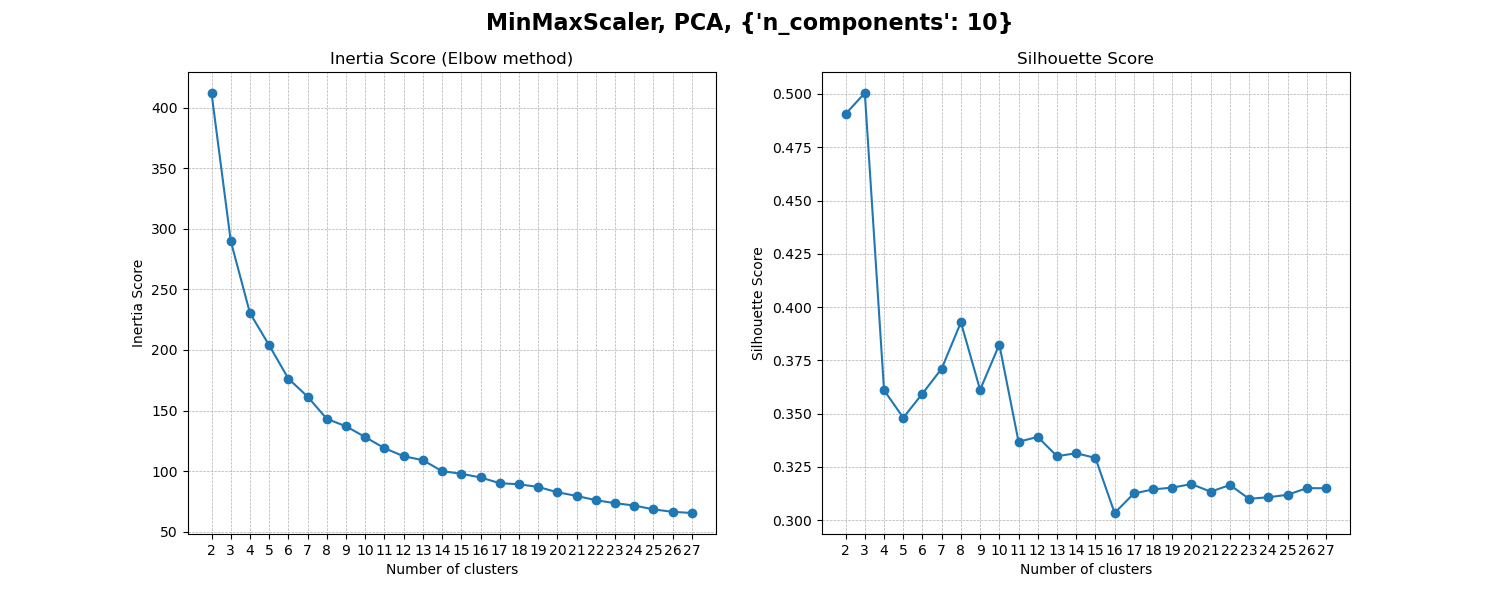 MinMaxScaler, PCA, {'n_components': 10}
Inertia Score (Elbow method)
Inertia Score
400
350
300
250
200
150
100
50
2 3 4 5 6 7 8 9 10 11 12 13 14 15 16 17 18 19 20 21 22 23 24 25 26 27
Number of clusters
Silhouette Score
Silhouette Score
0.500
0.475
0.450
0.425
0.400
0.375
0.350
0.325
0.300
2 3 4 5 6 7 8 9 10 11 12 13 14 15 16 17 18 19 20 21 22 23 24 25 26 27
Number of clusters